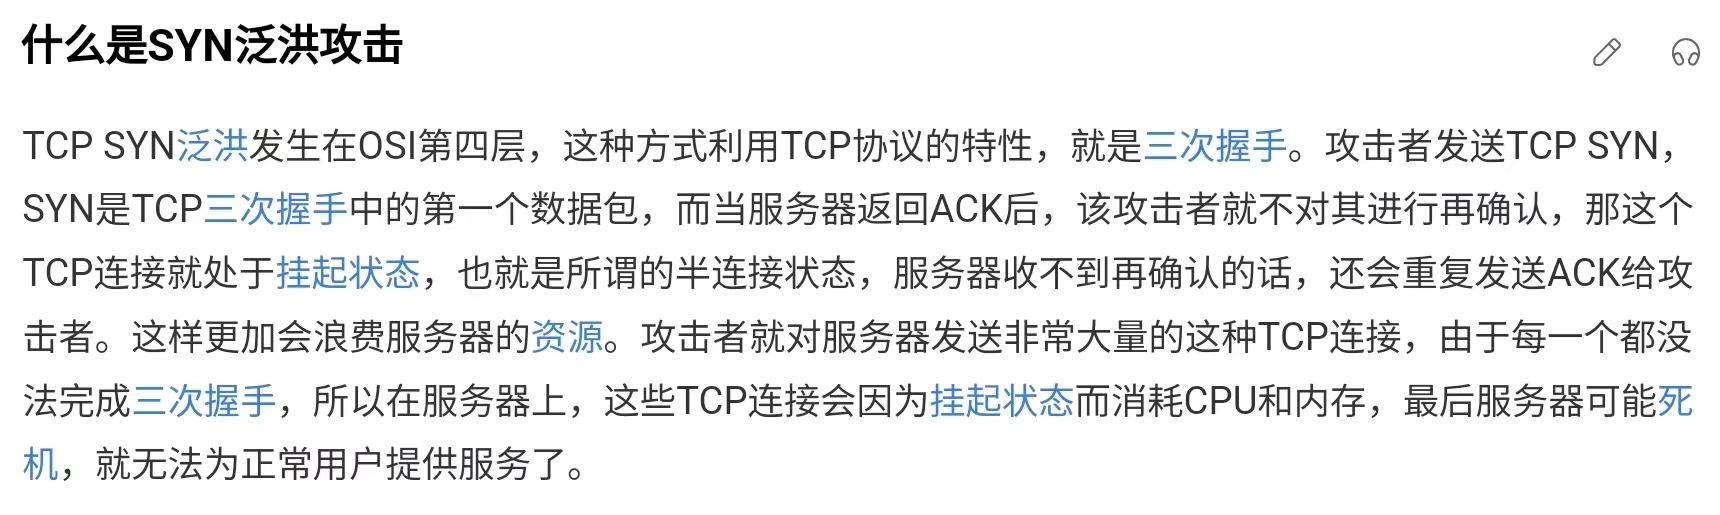 什么是SYN泛洪攻击
TCP SYN泛洪发生在OSI第四层，这种方式利用TCP协议的特性，就是三次握手。攻击者发送TCP SYN，
SYN是TCP三次握手中的第一个数据包，而当服务器返回ACK后，该攻击者就不对其进行再确认，那这个
TCP连接就处于挂起状态，也就是所谓的半连接状态，服务器收不到再确认的话，还会重复发送ACK给攻
击者。这样更加会浪费服务器的资源。攻击者就对服务器发送非常大量的这种TCP连接，由于每一个都没
法完成三次握手，所以在服务器上，这些TCP连接会因为挂起状态而消耗CPU和内存，最后服务器可能死
机，就无法为正常用户提供服务了。